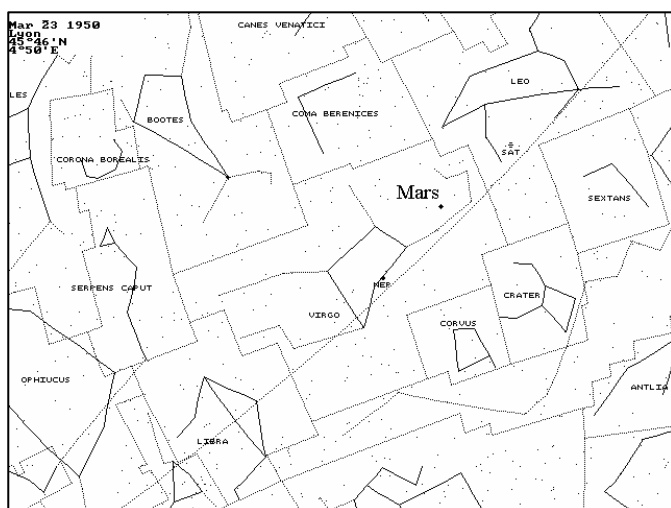 Mar 23 1950
Lyon
45°46'N
4°50'E
CANES VENATICI
LES
LEO
BOOTES
COMA BERENICES
CORONA BOREALIS
SAT
Mars
SEXTANS
SERPENS CAPUT
NEP
CRATER
VIRGO
CORVUS
OPHIUCUS
ANTLIA
LIBRA